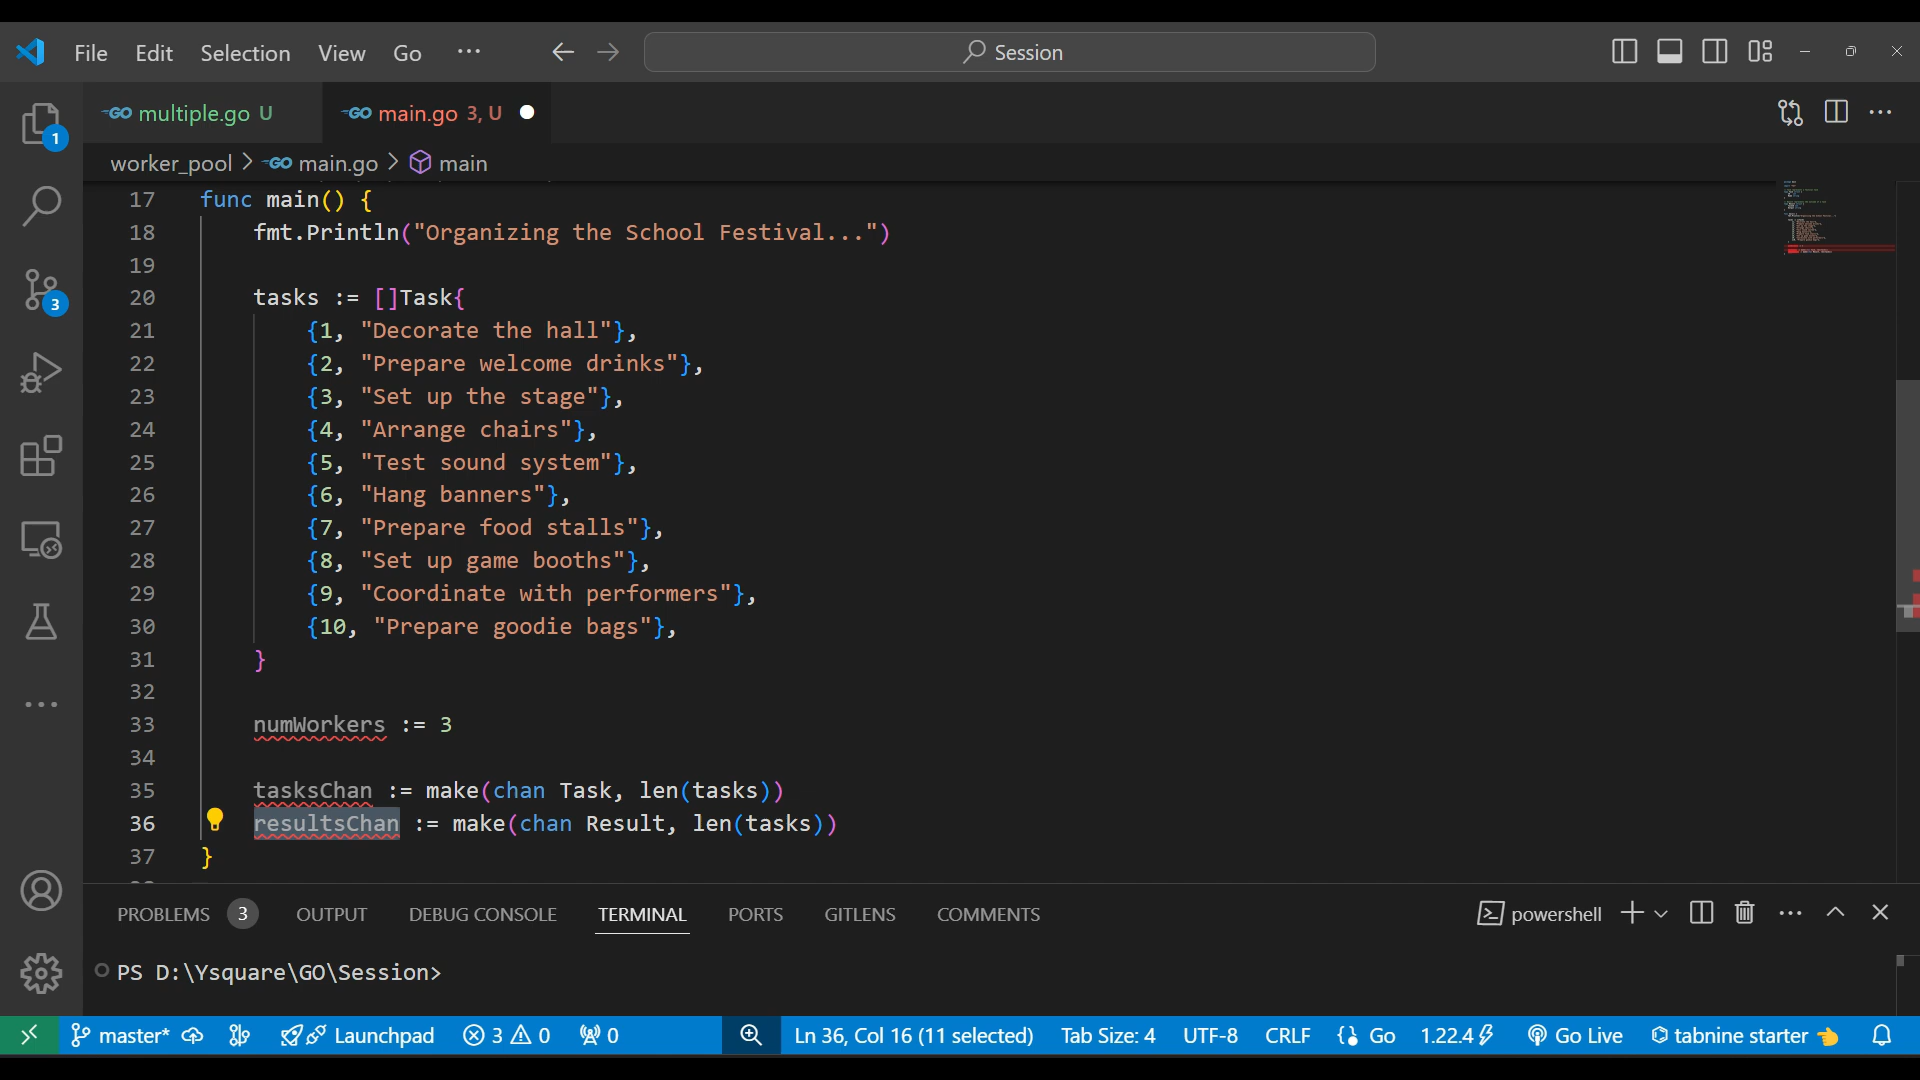 File Edit Selection View Go ··· Session
multiple.go U main.go 3, U
worker_pool > main.go > main
17 func main() {
18 fmt.Println("Organizing the School Festival...")
19
20 tasks := []Task{
21 {1, "Decorate the hall"},
22 {2, "Prepare welcome drinks"},
23 {3, "Set up the stage"},
24 {4, "Arrange chairs"},
25 {5, "Test sound system"},
26 {6, "Hang banners"},
27 {7, "Prepare food stalls"},
28 {8, "Set up game booths"},
29 {9, "Coordinate with performers"},
30 {10, "Prepare goodie bags"},
31 }
32
33 numWorkers := 3
34
35 tasksChan := make(chan Task, len(tasks))
36 resultsChan := make(chan Result, len(tasks))
37 }
PROBLEMS 3 OUTPUT DEBUG CONSOLE TERMINAL PORTS GITLENS COMMENTS powershell
PS D:\Ysquare\GO\Session>
master* Launchpad 3 0 0 Ln 36, Col 16 (11 selected) Tab Size: 4 UTF-8 CRLF {} Go 1.22.4 Go Live tabnine starter
1
3